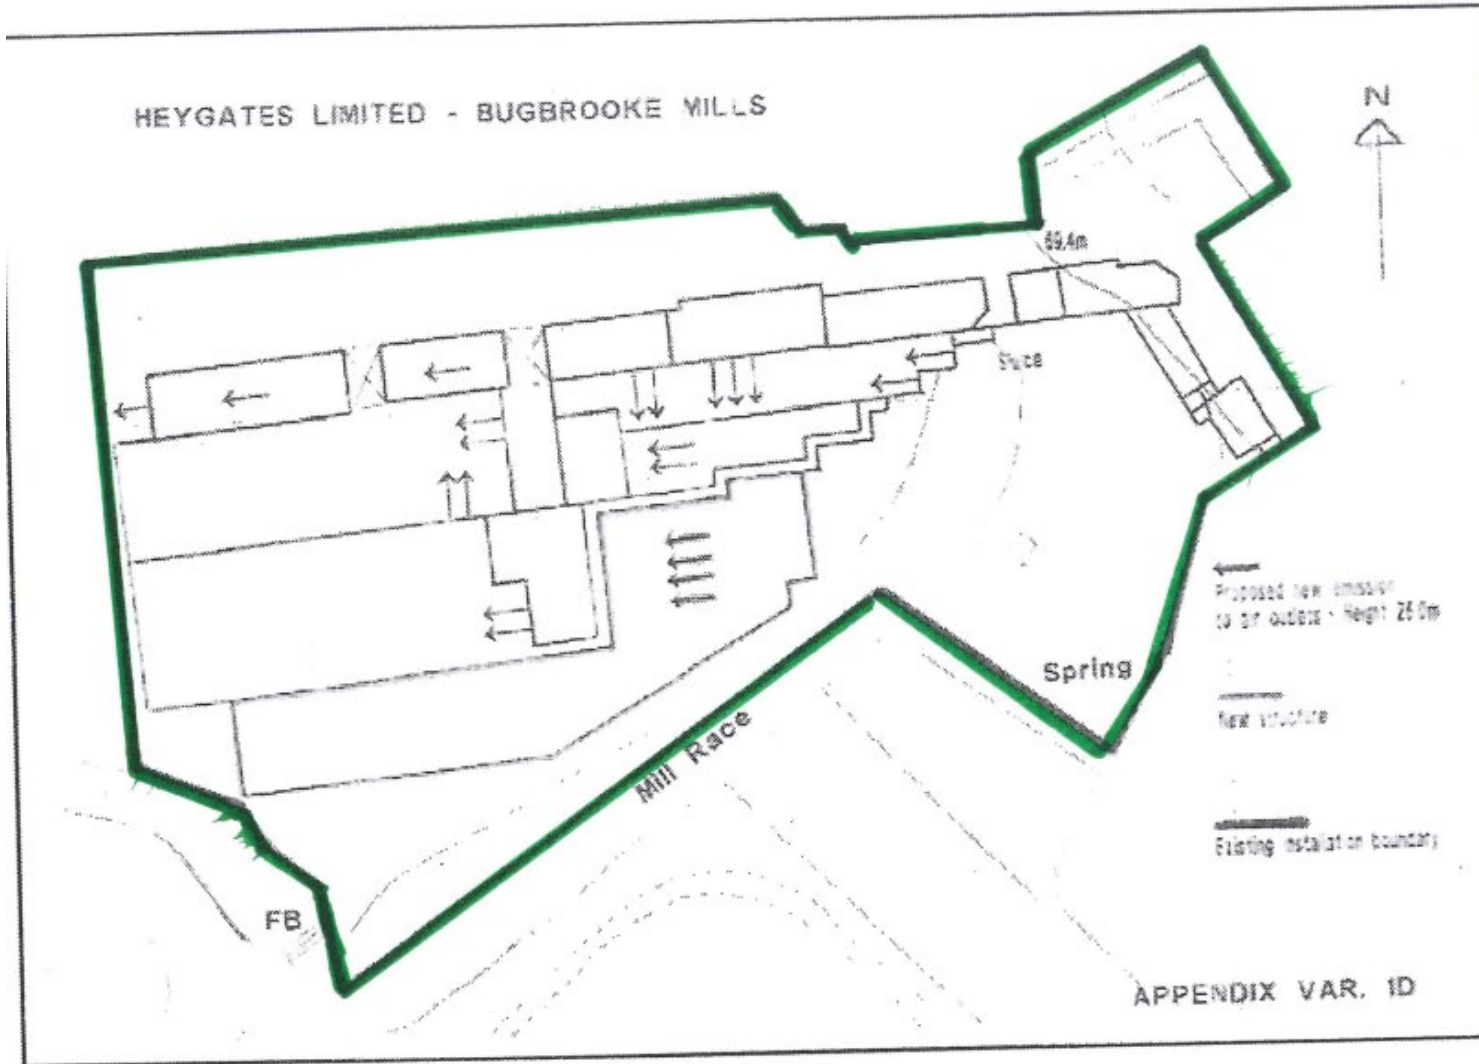 HEYGATES LIMITED - BUGBROOKE MILLS
N
69.4m
Sluice
Spring
Mill Race
FB
Proposed new emission
to air outlets - Height 26.0m
New structure
Existing installation boundary
APPENDIX VAR. 1D